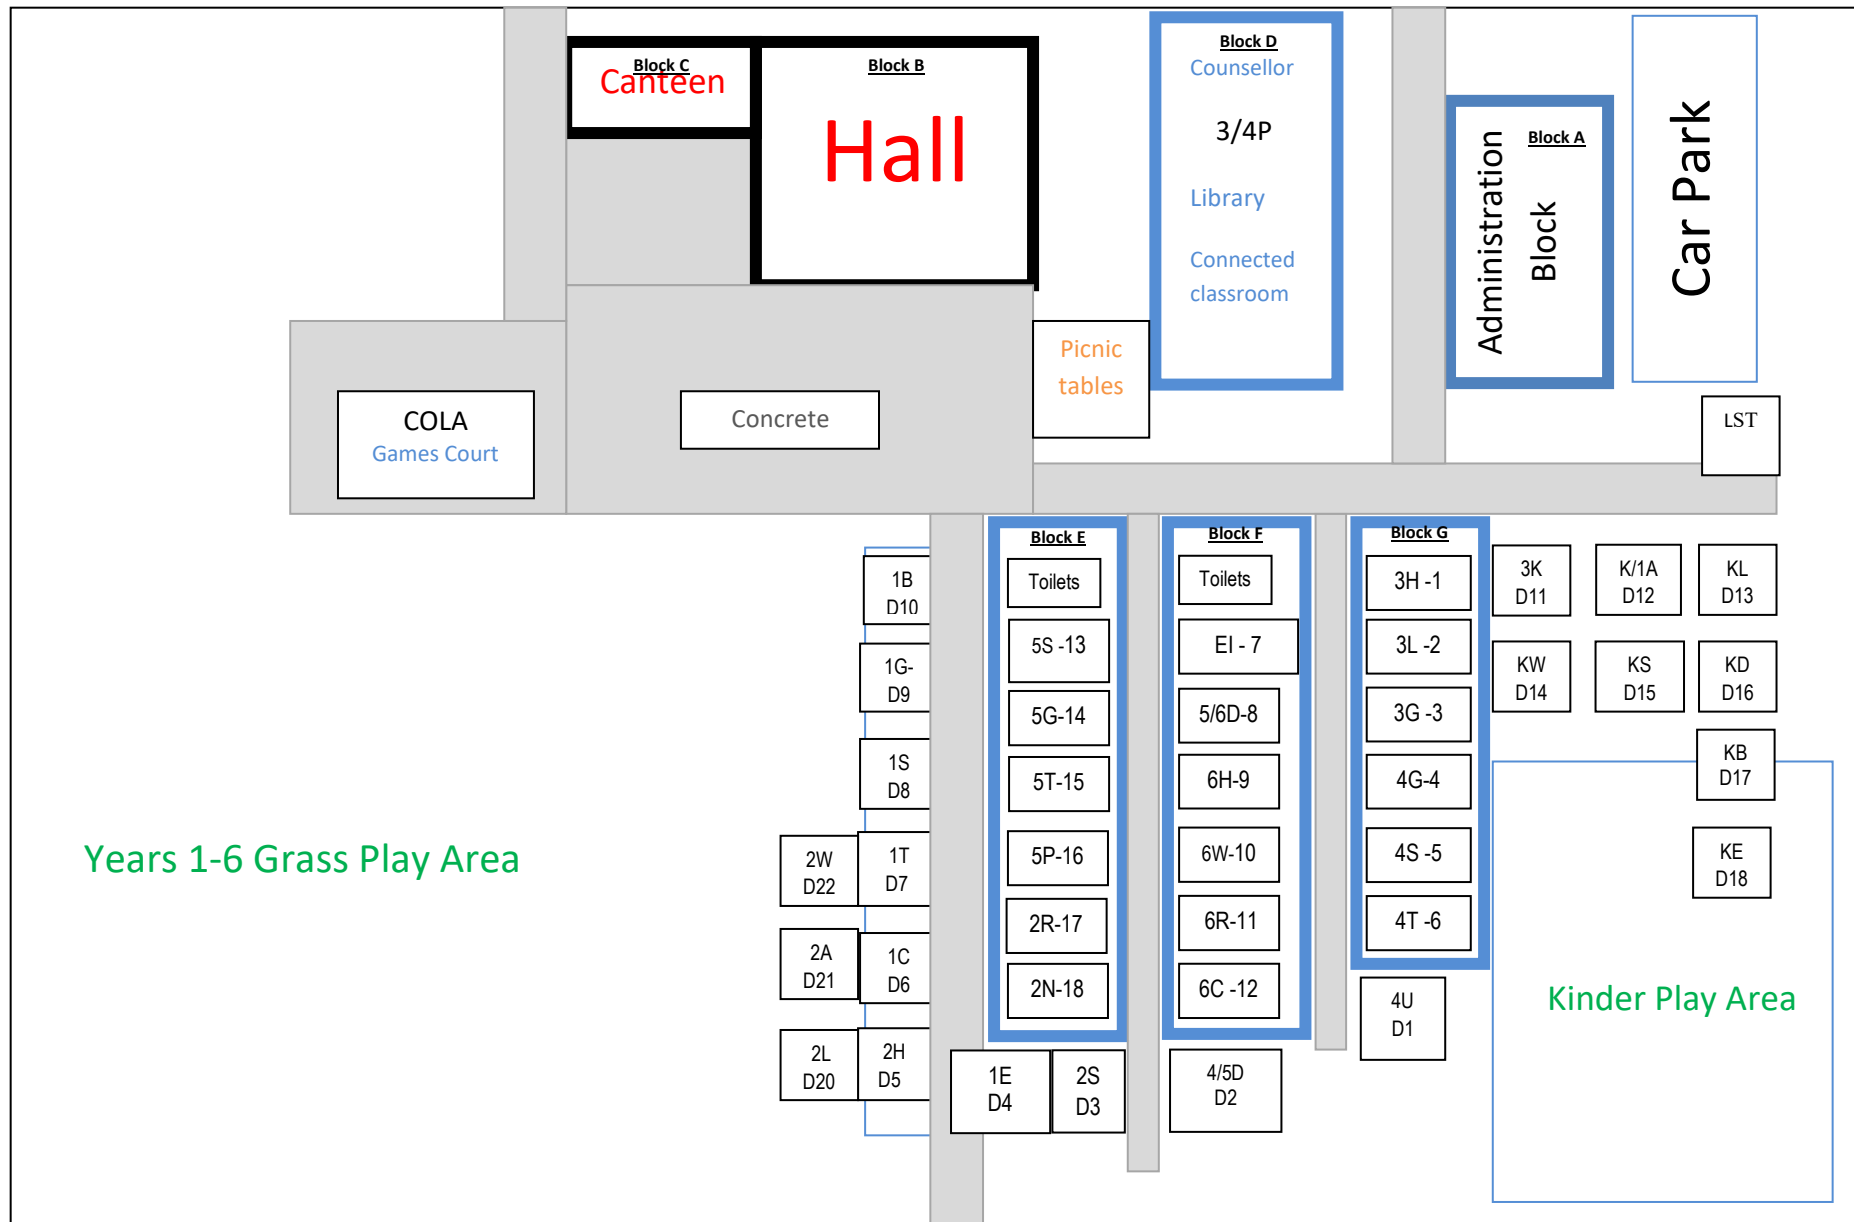 Block C
Canteen
Block B
Hall
Block D
Counsellor
3/4P
Library
Connected
classroom
Block A
Administration
Block
Car Park
Picnic
tables
COLA
Games Court
Concrete
LST
Block E
Toilets
5S -13
5G-14
5T-15
5P-16
2R-17
2N-18
Block F
Toilets
EI - 7
5/6D-8
6H-9
6W-10
6R-11
6C -12
Block G
3H -1
3L -2
3G -3
4G-4
4S -5
4T -6
1B
D10
1G-
D9
1S
D8
2W
D22
1T
D7
2A
D21
1C
D6
2L
D20
2H
D5
1E
D4
2S
D3
4/5D
D2
4U
D1
3K
D11
K/1A
D12
KL
D13
KW
D14
KS
D15
KD
D16
KB
D17
KE
D18
Years 1-6 Grass Play Area
Kinder Play Area